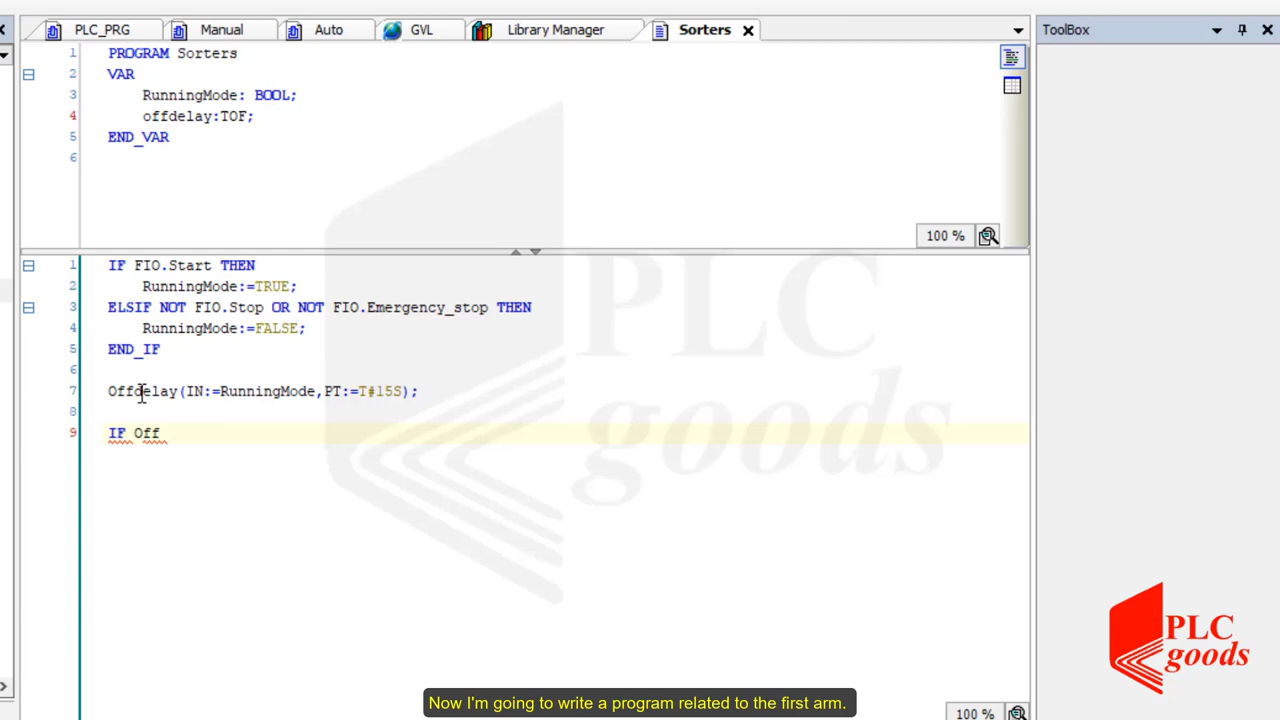 PLC_PRG Manual Auto GVL Library Manager Sorters ToolBox
1 PROGRAM Sorters
2 VAR
3 RunningMode: BOOL;
4 offdelay:TOF;
5 END_VAR
6
100 %
1 IF FIO.Start THEN
2 RunningMode:=TRUE;
3 ELSIF NOT FIO.Stop OR NOT FIO.Emergency_stop THEN
4 RunningMode:=FALSE;
5 END_IF
6
7 Offdelay(IN:=RunningMode,PT:=T#15S);
8
9 IF Off
PLC
goods
PLC
goods
Now I'm going to write a program related to the first arm.
100 %